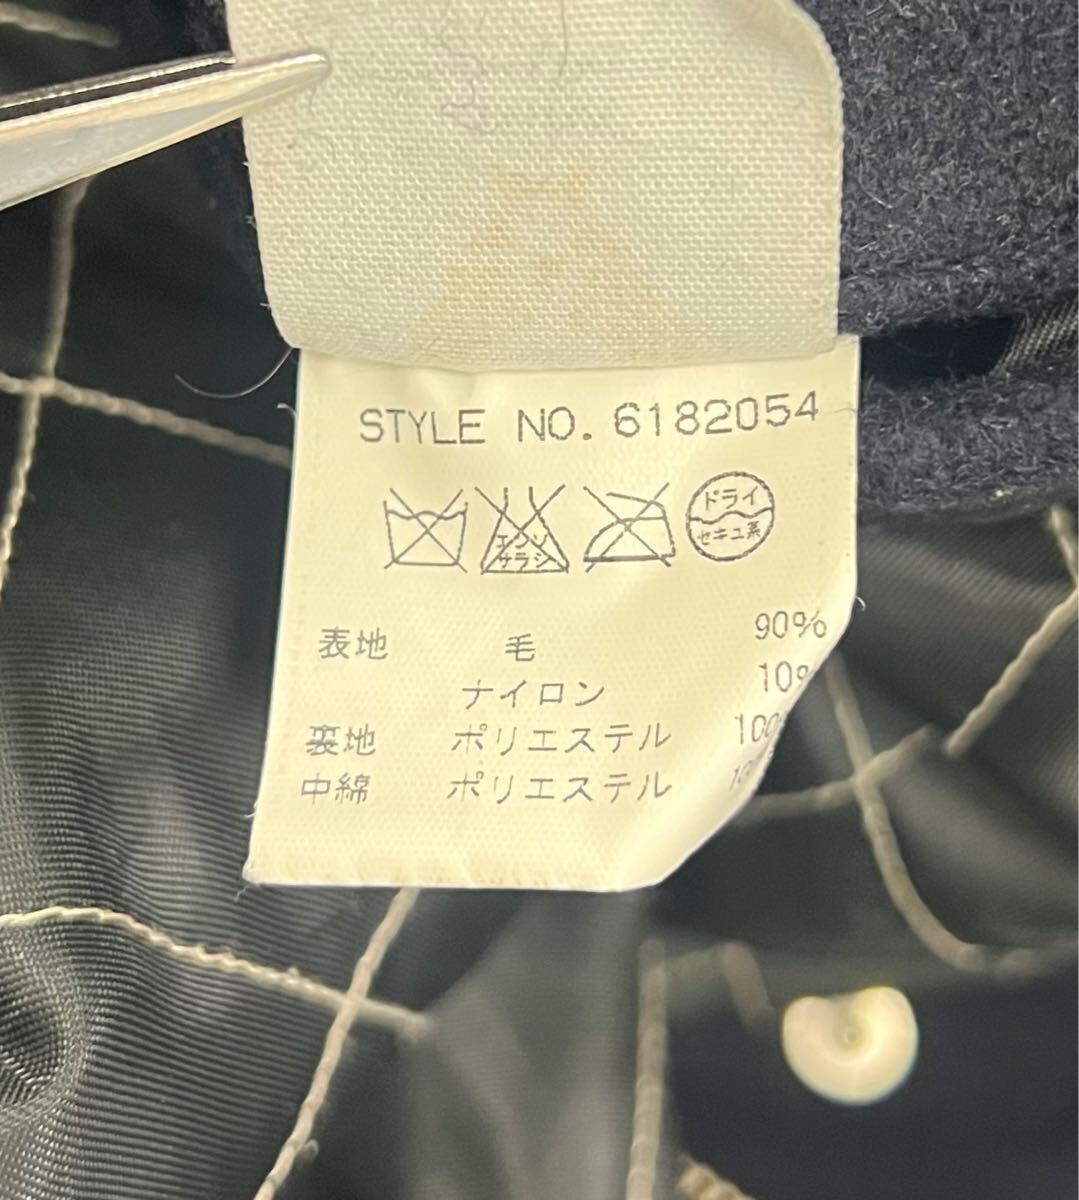 STYLE NO. 6182054
エンソ サラシ ドライ セキユ系
表地 毛 90%
ナイロン 10%
裏地 ポリエステル 100%
中綿 ポリエステル